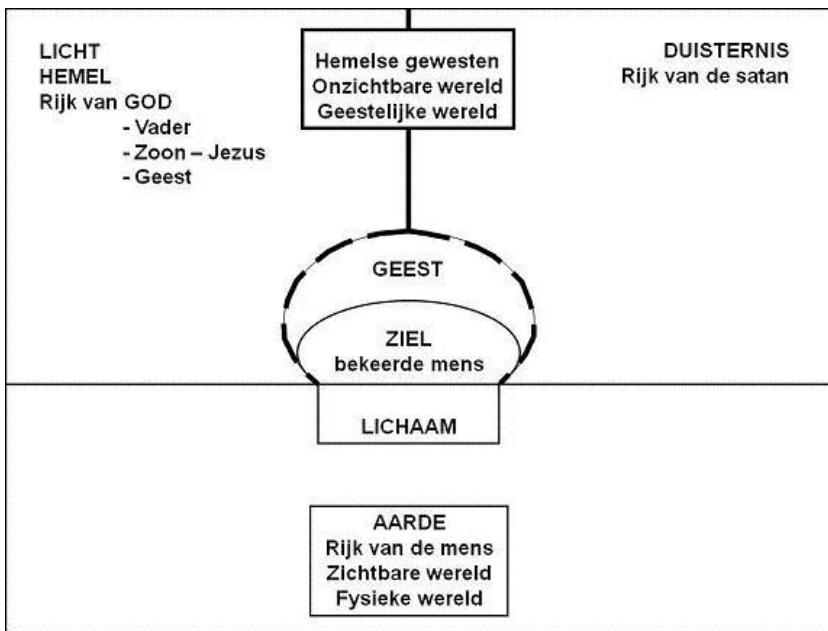 LICHT
HEMEL
Rijk van GOD
- Vader
- Zoon – Jezus
- Geest
Hemelse gewesten
Onzichtbare wereld
Geestelijke wereld
DUISTERNIS
Rijk van de satan
GEEST
ZIEL
bekeerde mens
LICHAAM
AARDE
Rijk van de mens
Zichtbare wereld
Fysieke wereld